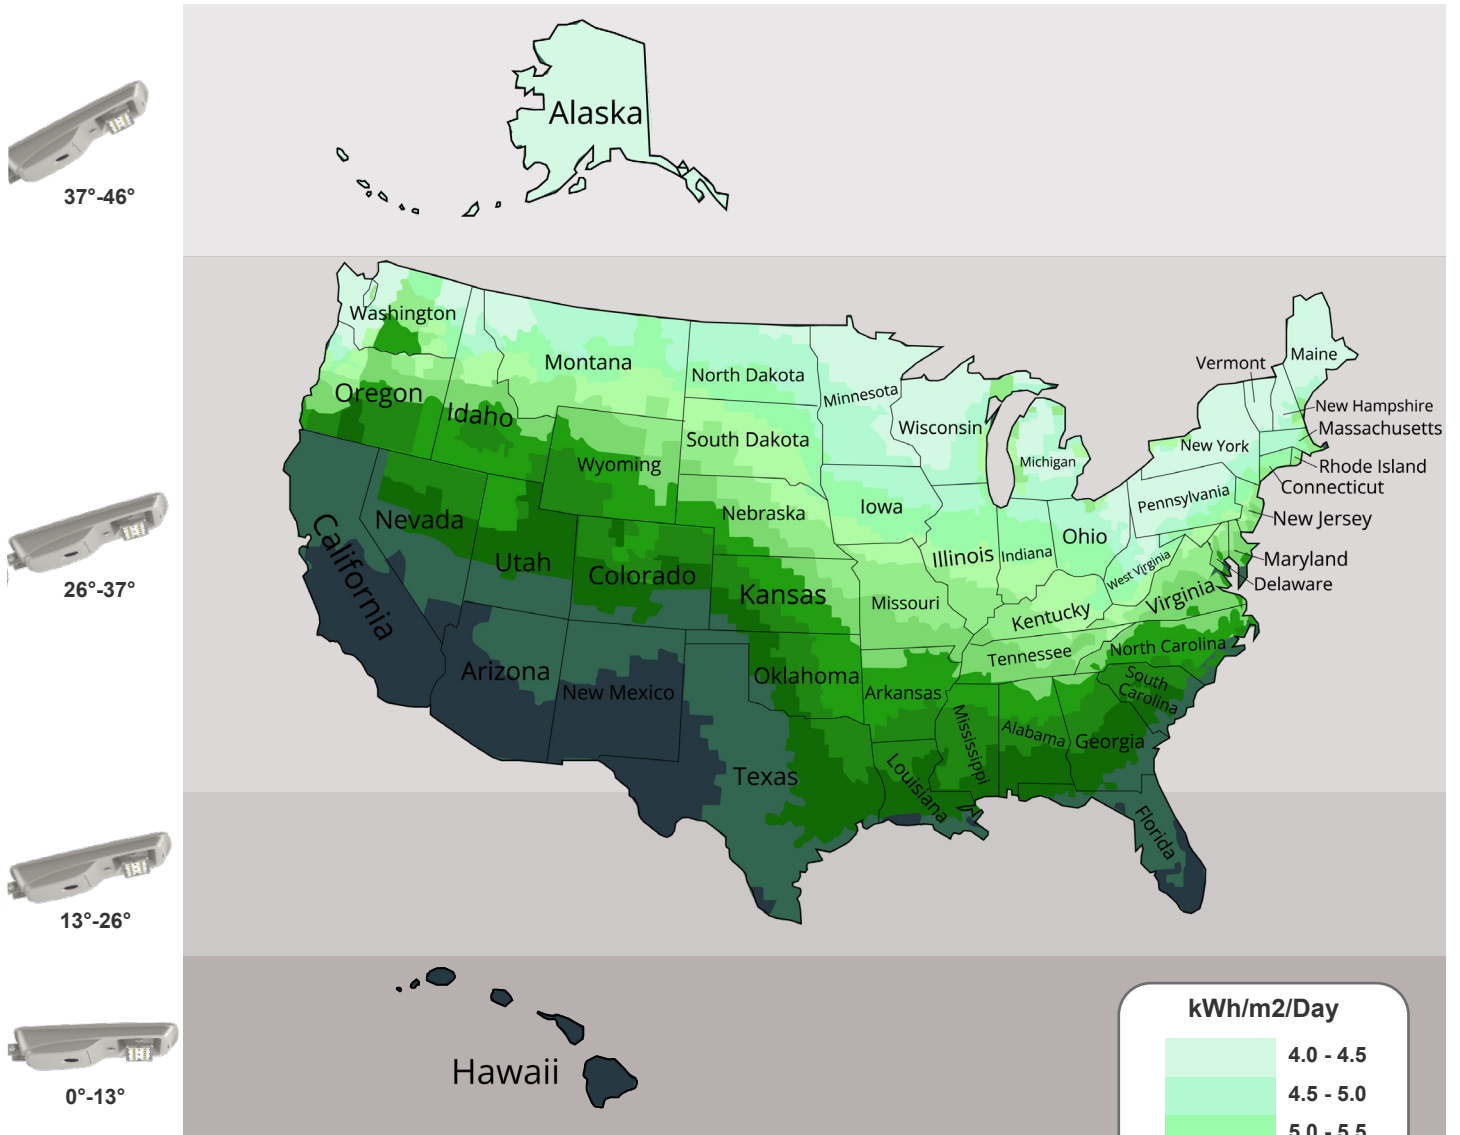 Alaska
37°-46°
Washington
Montana
North Dakota
Minnesota
Vermont
Maine
Oregon
Idaho
South Dakota
Wisconsin
Michigan
New York
New Hampshire
Massachusetts
Rhode Island
Connecticut
Wyoming
Nebraska
Iowa
Pennsylvania
New Jersey
Nevada
Utah
Colorado
Kansas
Illinois
Indiana
Ohio
West Virginia
Maryland
Delaware
26°-37°
California
Missouri
Kentucky
Virginia
Arizona
New Mexico
Oklahoma
Arkansas
Tennessee
North Carolina
South
Carolina
Texas
Louisiana
Mississippi
Alabama
Georgia
Florida
13°-26°
Hawaii
0°-13°
kWh/m2/Day
4.0 - 4.5
4.5 - 5.0
5.0 - 5.5